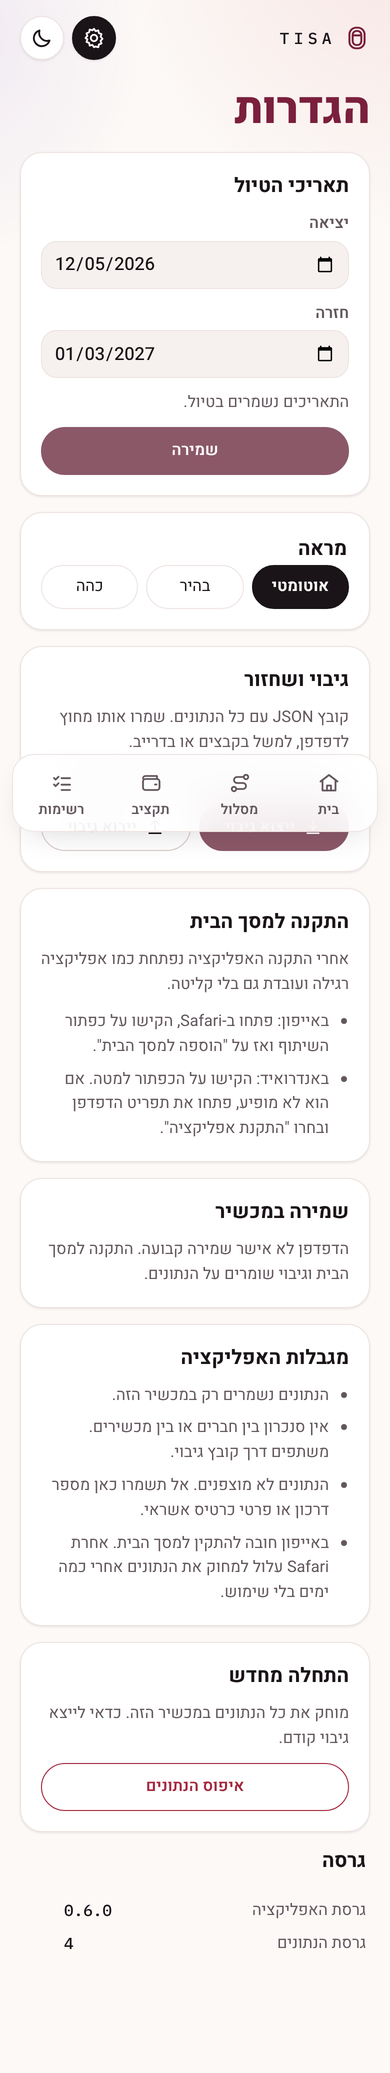 TISA
הגדרות
תאריכי הטיול
יציאה
12/05/2026
חזרה
01/03/2027
התאריכים נשמרים בטיול.
שמירה
מראה
אוטומטי
בהיר
כהה
גיבוי ושחזור
קובץ JSON עם כל הנתונים. שמרו אותו מחוץ
לדפדפן, למשל בקבצים או בדרייב.
בית
מסלול
תקציב
רשימות
ייצוא גיבוי
ייבוא גיבוי
התקנה למסך הבית
אחרי התקנה האפליקציה נפתחת כמו אפליקציה
רגילה ועובדת גם בלי קליטה.
באייפון: פתחו ב-Safari, הקישו על כפתור
השיתוף ואז על "הוספה למסך הבית".
באנדרואיד: הקישו על הכפתור למטה. אם
הוא לא מופיע, פתחו את תפריט הדפדפן
ובחרו "התקנת אפליקציה".
שמירה במכשיר
הדפדפן לא אישר שמירה קבועה. התקנה למסך
הבית וגיבוי שומרים על הנתונים.
מגבלות האפליקציה
הנתונים נשמרים רק במכשיר הזה.
אין סנכרון בין חברים או בין מכשירים.
משתפים דרך קובץ גיבוי.
הנתונים לא מוצפנים. אל תשמרו כאן מספר
דרכון או פרטי כרטיס אשראי.
באייפון חובה להתקין למסך הבית. אחרת
Safari עלול למחוק את הנתונים אחרי כמה
ימים בלי שימוש.
התחלה מחדש
מוחק את כל הנתונים במכשיר הזה. כדאי לייצא
גיבוי קודם.
איפוס הנתונים
גרסה
גרסת האפליקציה 0.6.0
גרסת הנתונים 4